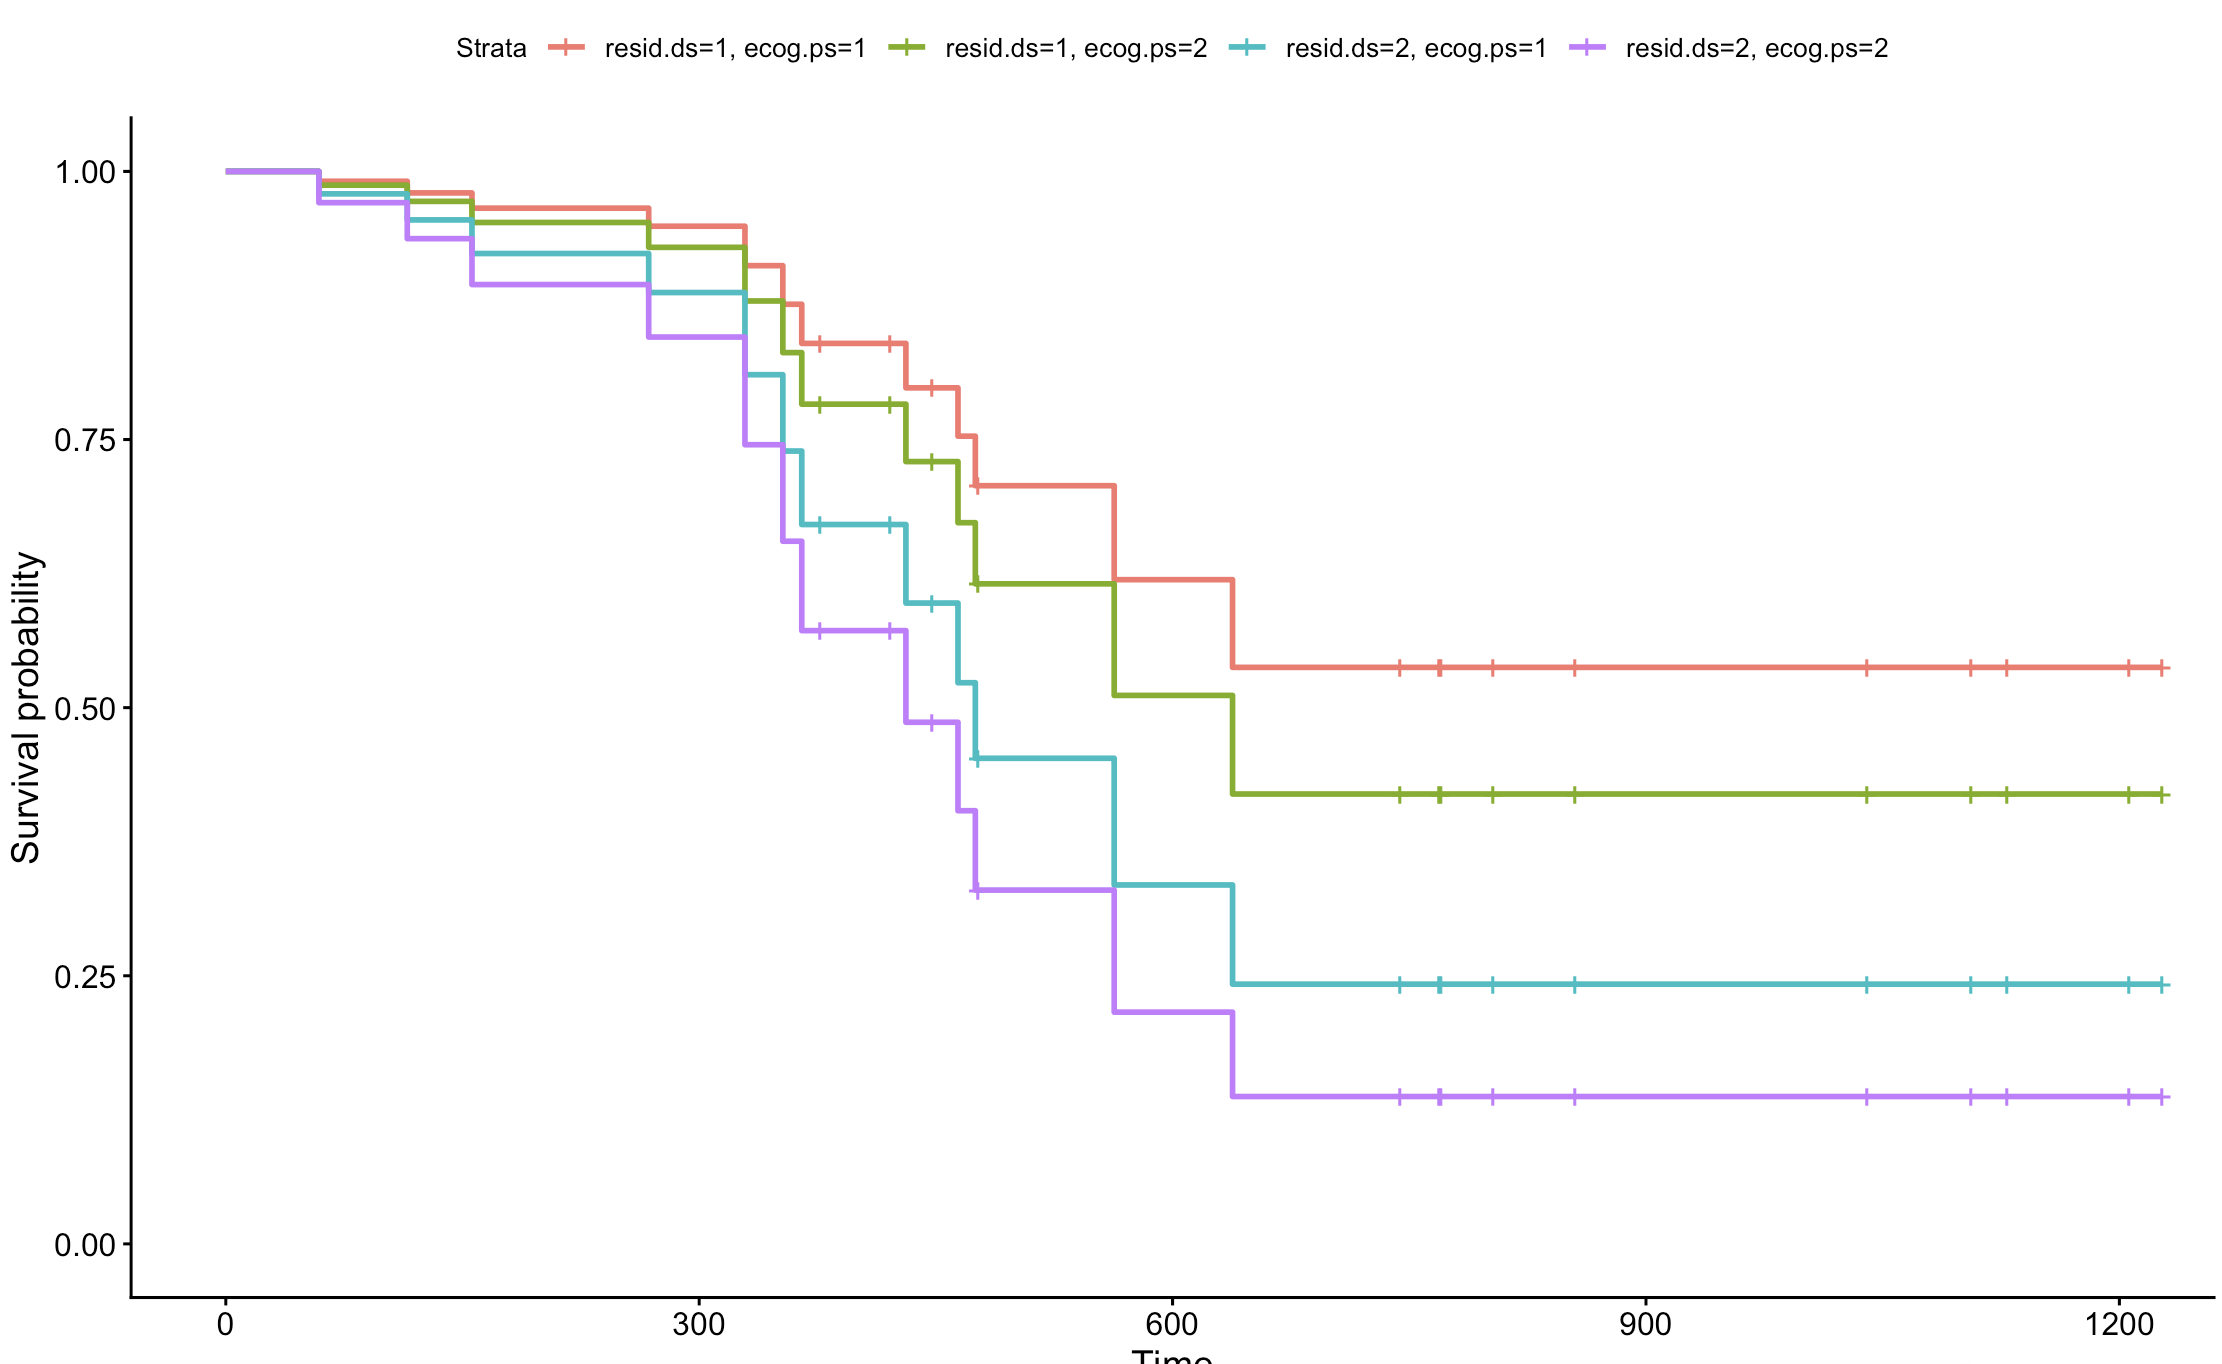 Strata resid.ds=1, ecog.ps=1 resid.ds=1, ecog.ps=2 resid.ds=2, ecog.ps=1 resid.ds=2, ecog.ps=2
1.00
0.75
0.50
0.25
0.00
Survival probability
0 300 600 900 1200
Time